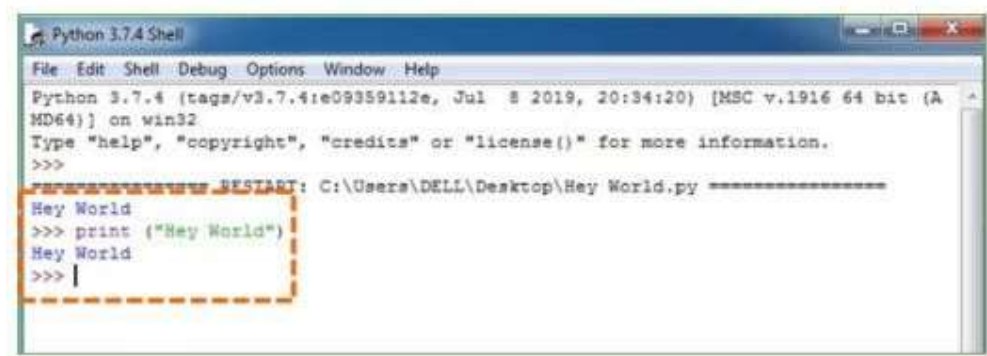 Python 3.7.4 Shell
File Edit Shell Debug Options Window Help
Python 3.7.4 (tags/v3.7.4:e09359112e, Jul 8 2019, 20:34:20) [MSC v.1916 64 bit (A
MD64)] on win32
Type "help", "copyright", "credits" or "license()" for more information.
>>>
================ RESTART: C:\Users\DELL\Desktop\Hey World.py ================
Hey World
>>> print ("Hey World")
Hey World
>>>